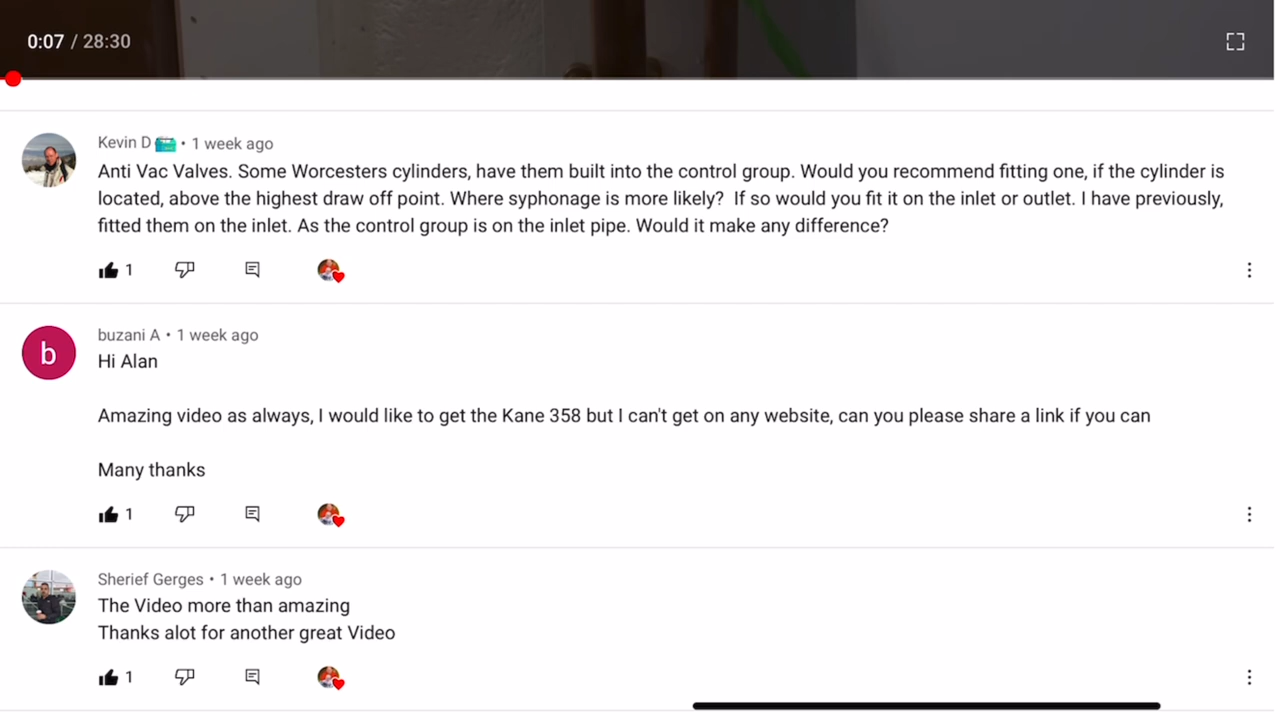 0:07 / 28:30
Kevin D • 1 week ago
Anti Vac Valves. Some Worcesters cylinders, have them built into the control group. Would you recommend fitting one, if the cylinder is
located, above the highest draw off point. Where syphonage is more likely?  If so would you fit it on the inlet or outlet. I have previously,
fitted them on the inlet. As the control group is on the inlet pipe. Would it make any difference?
1
b
buzani A • 1 week ago
Hi Alan
Amazing video as always, I would like to get the Kane 358 but I can't get on any website, can you please share a link if you can
Many thanks
1
Sherief Gerges • 1 week ago
The Video more than amazing
Thanks alot for another great Video
1